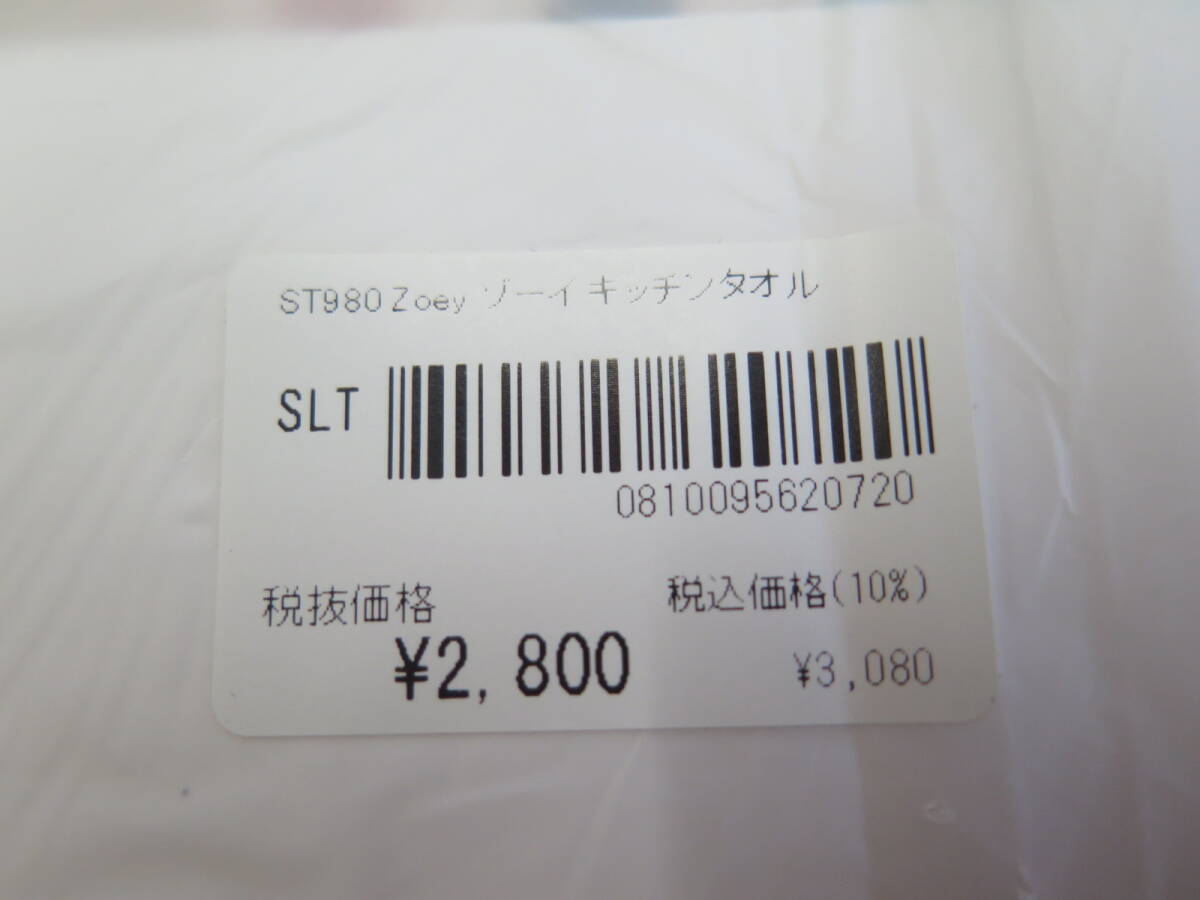 ST980 Zoey ゾーイ キッチンタオル
SLT
0810095620720
税抜価格 税込価格(10%)
¥2,800 ¥3,080